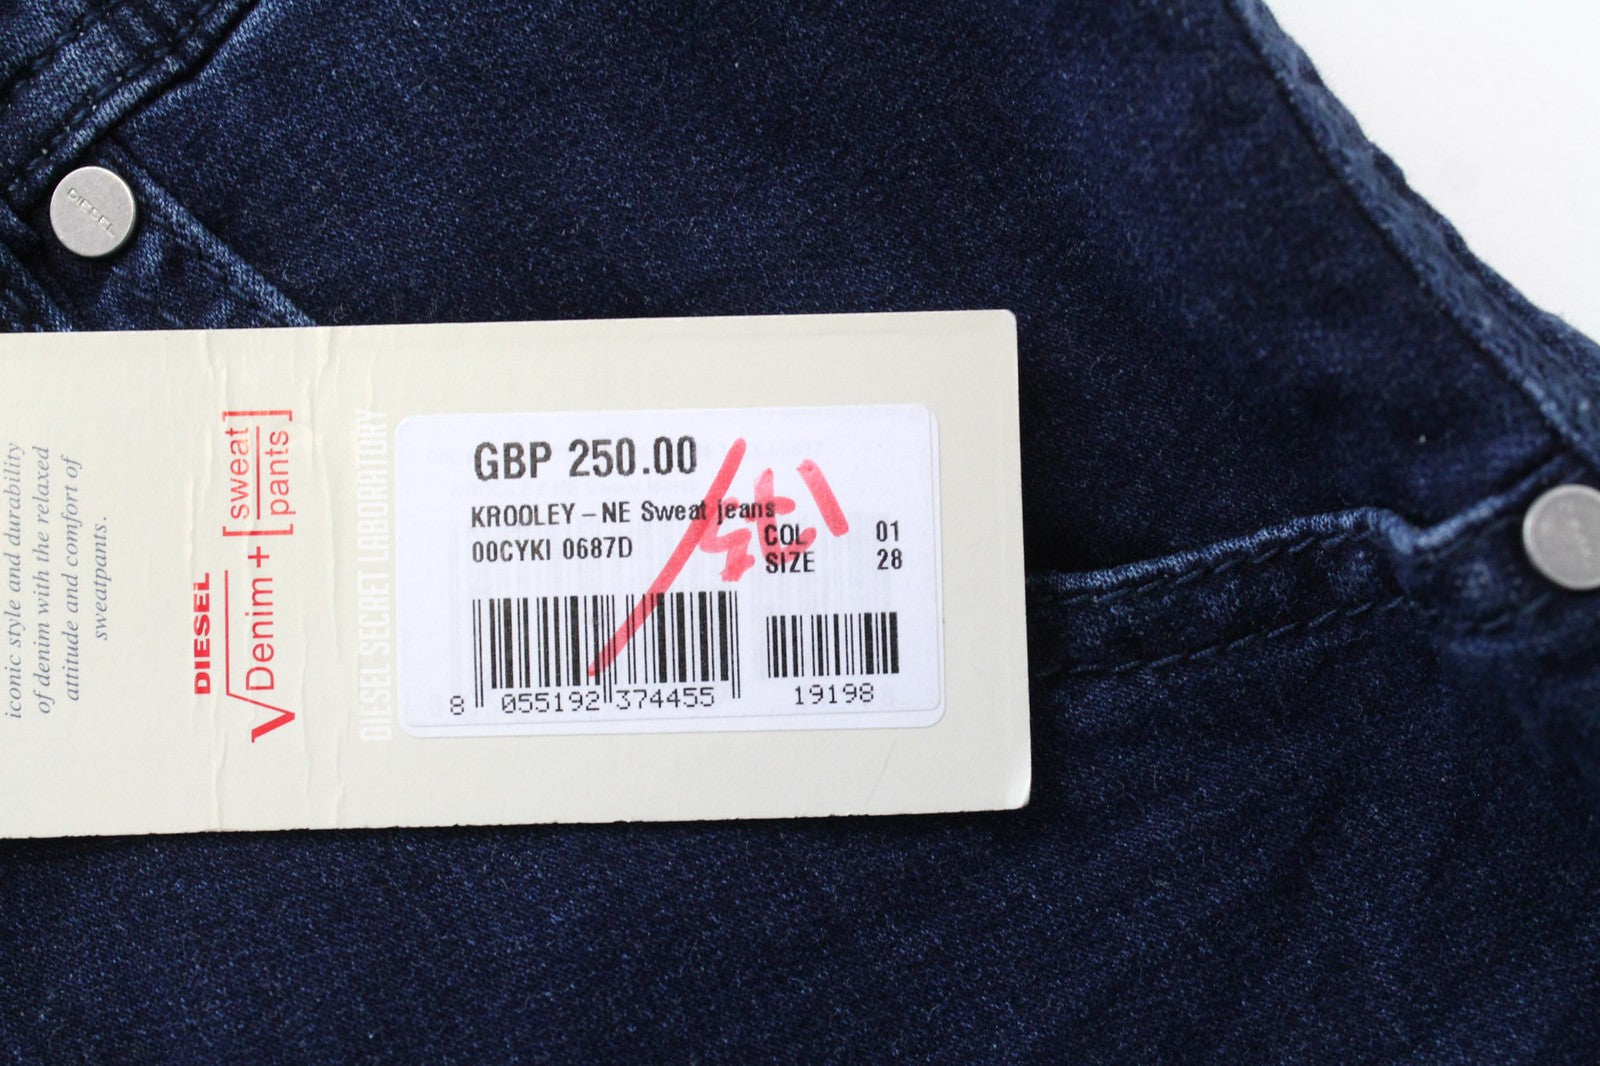 DIESEL
iconic style and durability
of denim with the relaxed
attitude and comfort of
sweatpants.
DIESEL
√Denim + [sweat
pants]
DIESEL SECRET LABORATORY
GBP 250.00
KROOLEY-NE Sweat jeans
00CYKI 0687D
COL 01
SIZE 28
8 055192 374455
19198